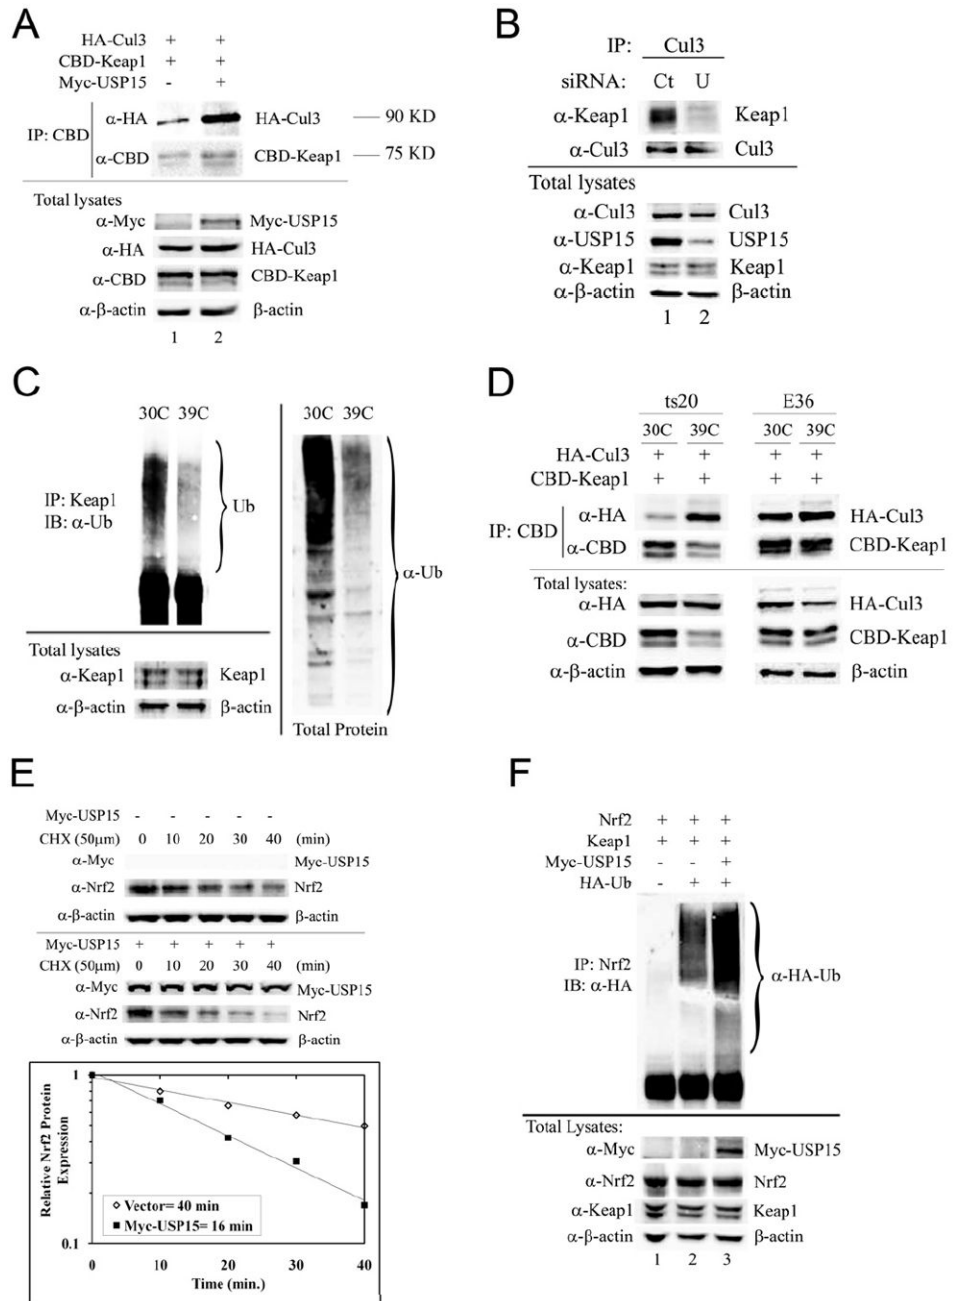 A
HA-Cul3 + +
CBD-Keap1 + +
Myc-USP15 - +
IP: CBD
α-HA HA-Cul3 90 KD
α-CBD CBD-Keap1 75 KD
Total lysates
α-Myc Myc-USP15
α-HA HA-Cul3
α-CBD CBD-Keap1
α-β-actin β-actin
1 2
B
IP: Cul3
siRNA: Ct U
α-Keap1 Keap1
α-Cul3 Cul3
Total lysates
α-Cul3 Cul3
α-USP15 USP15
α-Keap1 Keap1
α-β-actin β-actin
1 2
C
30C 39C
IP: Keap1
IB: α-Ub
Ub
Total lysates
α-Keap1 Keap1
α-β-actin β-actin
30C 39C
α-Ub
Total Protein
D
ts20 E36
30C 39C 30C 39C
HA-Cul3 + + + +
CBD-Keap1 + + + +
IP: CBD
α-HA HA-Cul3
α-CBD CBD-Keap1
Total lysates:
α-HA HA-Cul3
α-CBD CBD-Keap1
α-β-actin β-actin
E
Myc-USP15 - - - - -
CHX (50μm) 0 10 20 30 40 (min)
α-Myc Myc-USP15
α-Nrf2 Nrf2
α-β-actin β-actin
Myc-USP15 + + + + +
CHX (50μm) 0 10 20 30 40 (min)
α-Myc Myc-USP15
α-Nrf2 Nrf2
α-β-actin β-actin
Relative Nrf2 Protein
Expression
1
0.1
Vector= 40 min
Myc-USP15= 16 min
0 10 20 30 40
Time (min.)
F
Nrf2 + + +
Keap1 + + +
Myc-USP15 - - +
HA-Ub - + +
IP: Nrf2
IB: α-HA
α-HA-Ub
Total Lysates:
α-Myc Myc-USP15
α-Nrf2 Nrf2
α-Keap1 Keap1
α-β-actin β-actin
1 2 3